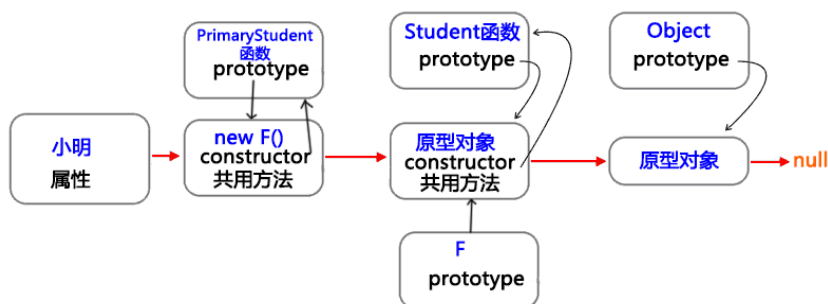 PrimaryStudent
函数
prototype
Student函数
prototype
Object
prototype
小明
属性
new F()
constructor
共用方法
原型对象
constructor
共用方法
原型对象
null
F
prototype